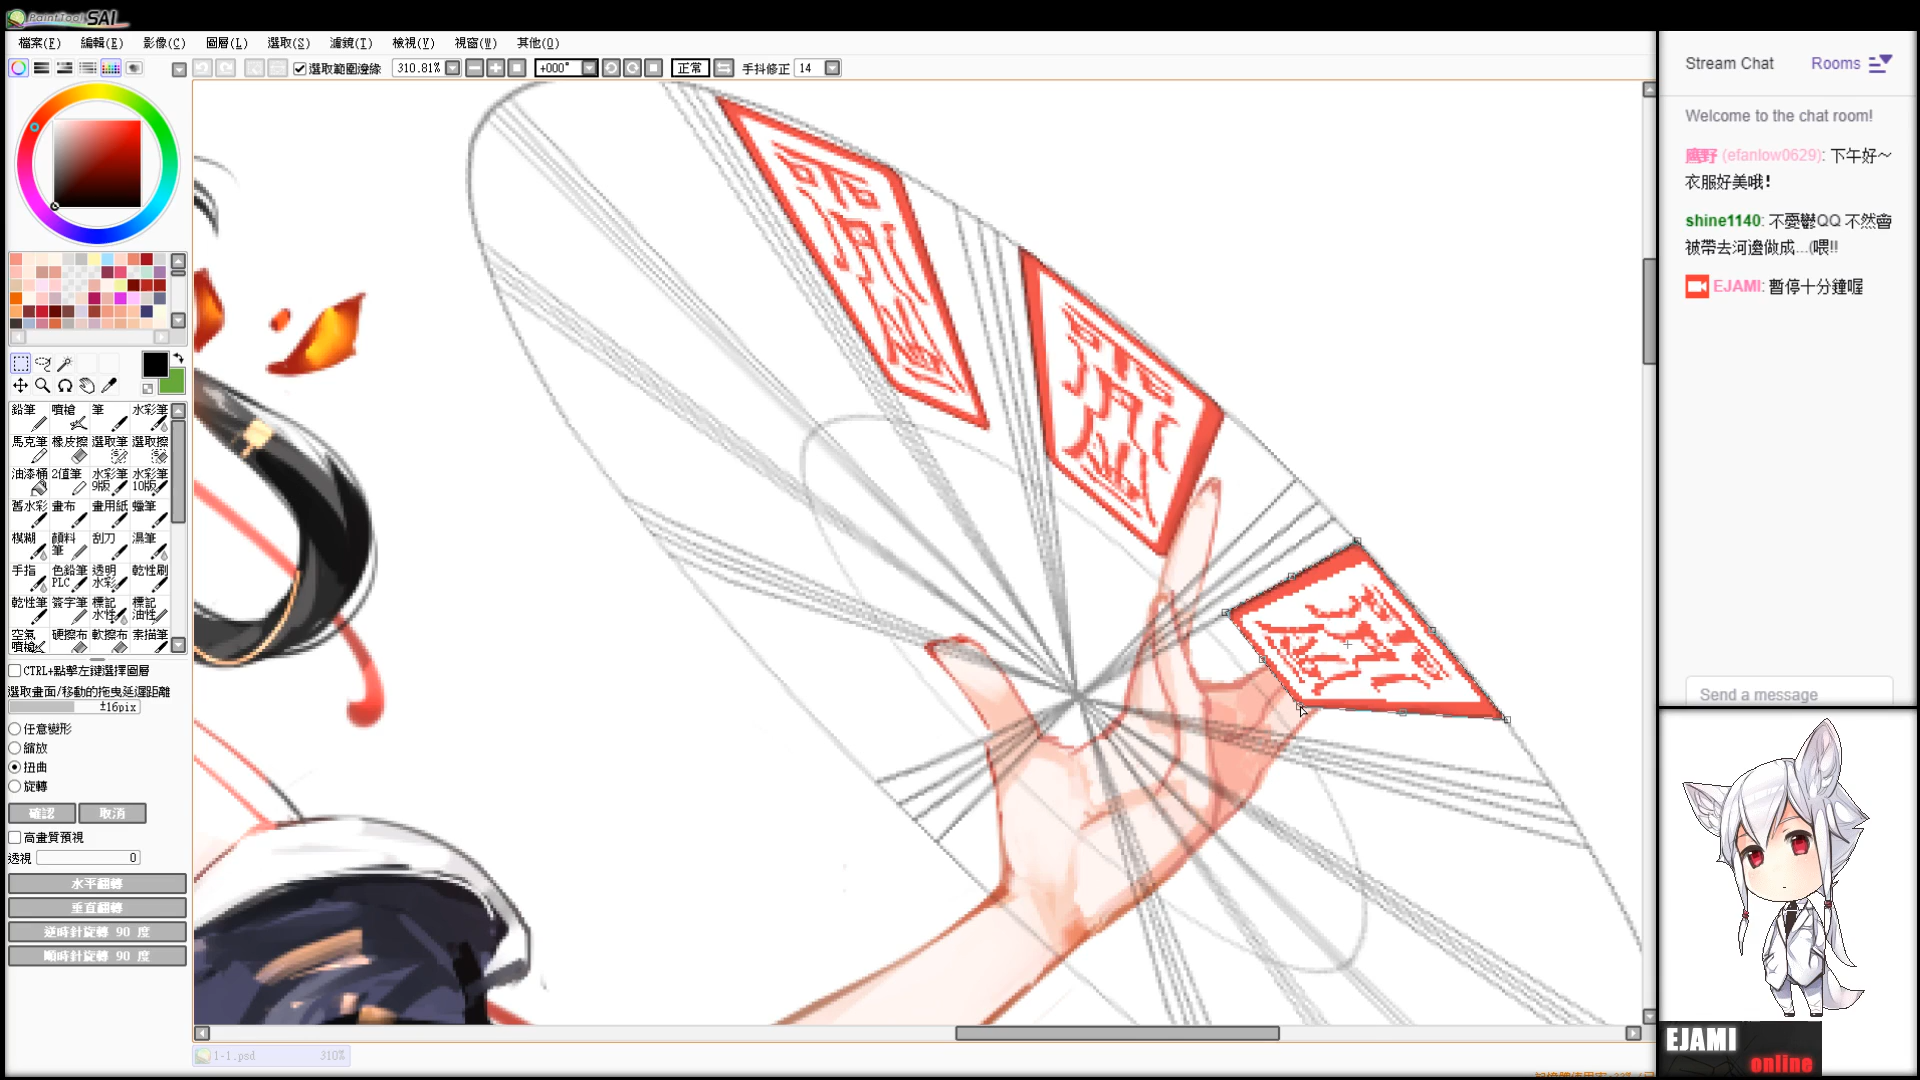 PaintTool SAI
檔案(F) 編輯(E) 影像(C) 圖層(L) 選取(S) 濾鏡(T) 檢視(V) 視窗(W) 其他(O)
選取範圍邊緣 310.81% +000° 正常 手抖修正 14
鉛筆 噴槍 筆 水彩筆
馬克筆 橡皮擦 選取筆 選取擦
油漆桶 2值筆 水彩筆9版 水彩筆10版
舊水彩 畫布 畫用紙 蠟筆
模糊 顏料筆 刮刀 濕筆
手指 色鉛筆PLC 透明水彩 乾性刷
乾性筆 簽字筆 標記水性 標記油性
空氣噴槍 硬擦布 軟擦布 素描筆
CTRL+點擊左鍵選擇圖層
選取畫面/移動的拖曳延遲距離
±16pix
任意變形
縮放
扭曲
旋轉
確認 取消
高畫質預視
透視 0
水平翻轉
垂直翻轉
逆時針旋轉 90 度
順時針旋轉 90 度
1-1.psd 310%
Stream Chat Rooms
Welcome to the chat room!
鷹野 (efanlow0629): 下午好～
衣服好美哦!
shine1140: 不憂鬱QQ 不然會
被帶去河邊做成...(喂!!
EJAMI: 暫停十分鐘喔
Send a message
EJAMI
online